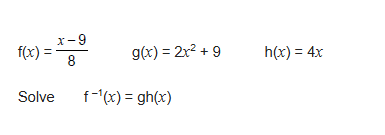 f(x) = (x − 9)/8    g(x) = 2x² + 9    h(x) = 4x
Solve    f⁻¹(x) = gh(x)